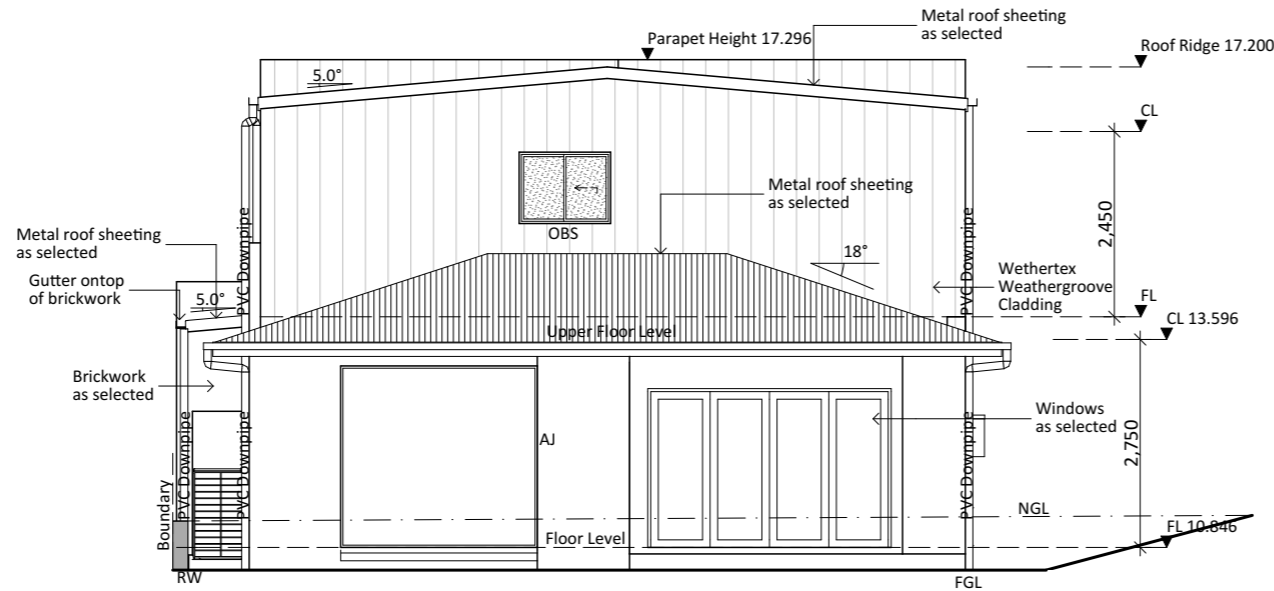 Metal roof sheeting
as selected
Parapet Height 17.296
Roof Ridge 17.200
5.0°
CL
Metal roof sheeting
as selected
2,450
OBS
Metal roof sheeting
as selected
18°
PVC Downpipe
PVC Downpipe
Gutter ontop
of brickwork
5.0°
Wethertex
Weathergroove
Cladding
FL
Upper Floor Level
CL 13.596
Brickwork
as selected
Windows
as selected
AJ
2,750
PVC Downpipe
PVC Downpipe
PVC Downpipe
Boundary
NGL
Floor Level
FL 10.846
RW
FGL